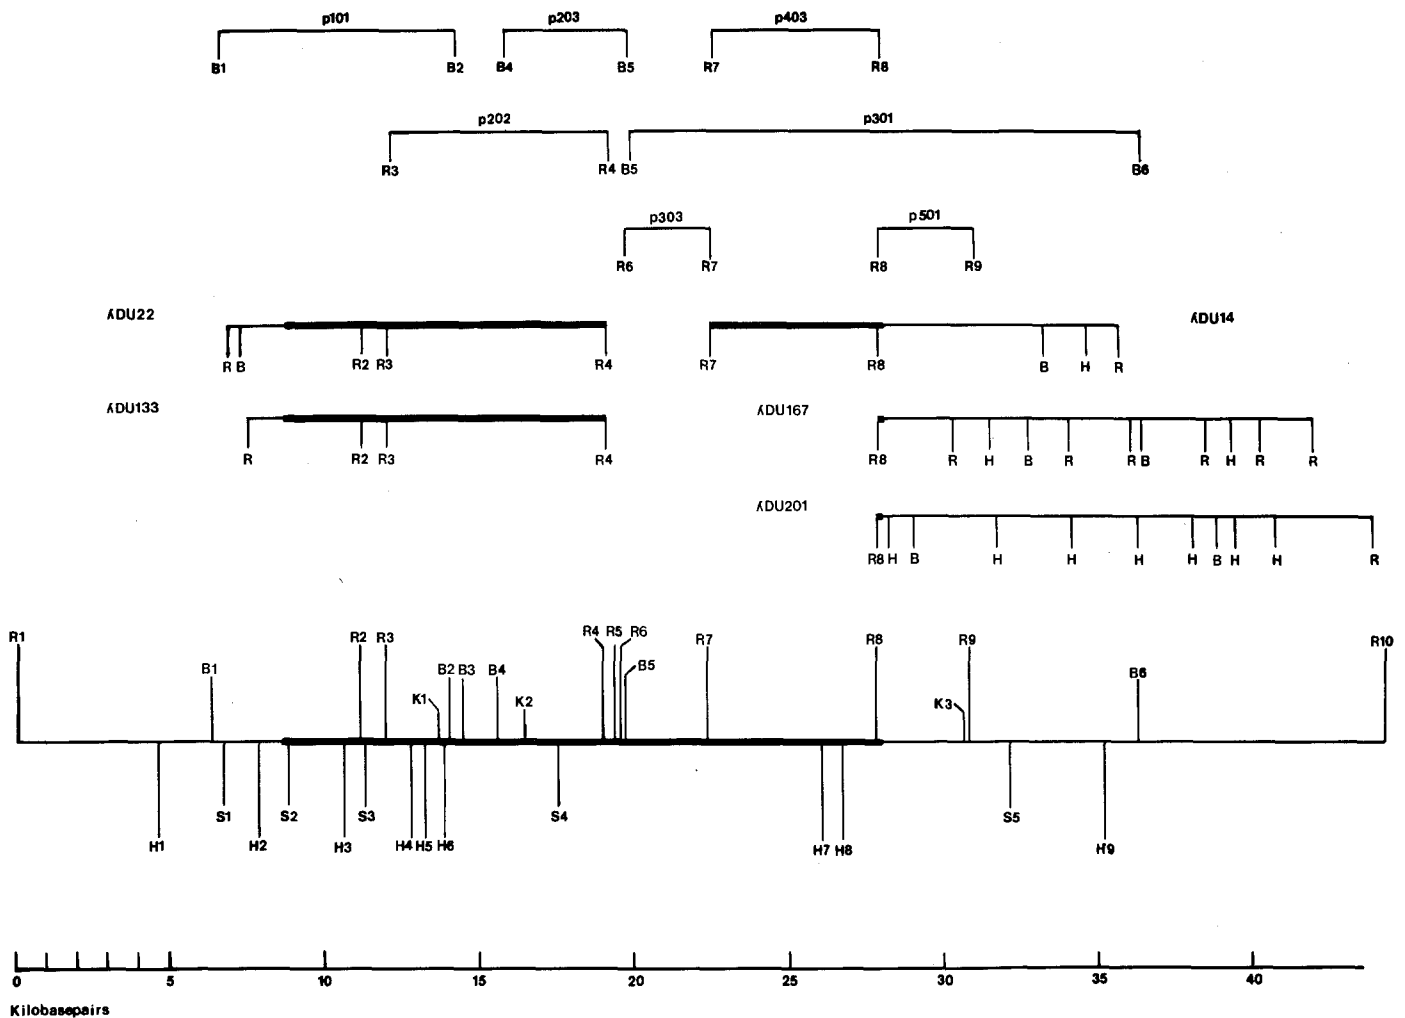 p101 p203 p403
B1 B2 B4 B5 R7 R8
p202 p301
R3 R4 B5 B6
p303 p501
R6 R7 R8 R9
λDU22 λDU14
R B R2 R3 R4 R7 R8 B H R
λDU133 λDU167
R R2 R3 R4 R8 R H B R R B R H R R
λDU201
R8 H B H H H H B H H R
R1 R2 R3 R4 R5 R6 R7 R8 R9 R10
B1 B2 B3 B4 B5 B6
K1 K2 K3
S1 S2 S3 S4 S5
H1 H2 H3 H4 H5 H6 H7 H8 H9
0 5 10 15 20 25 30 35 40
Kilobasepairs